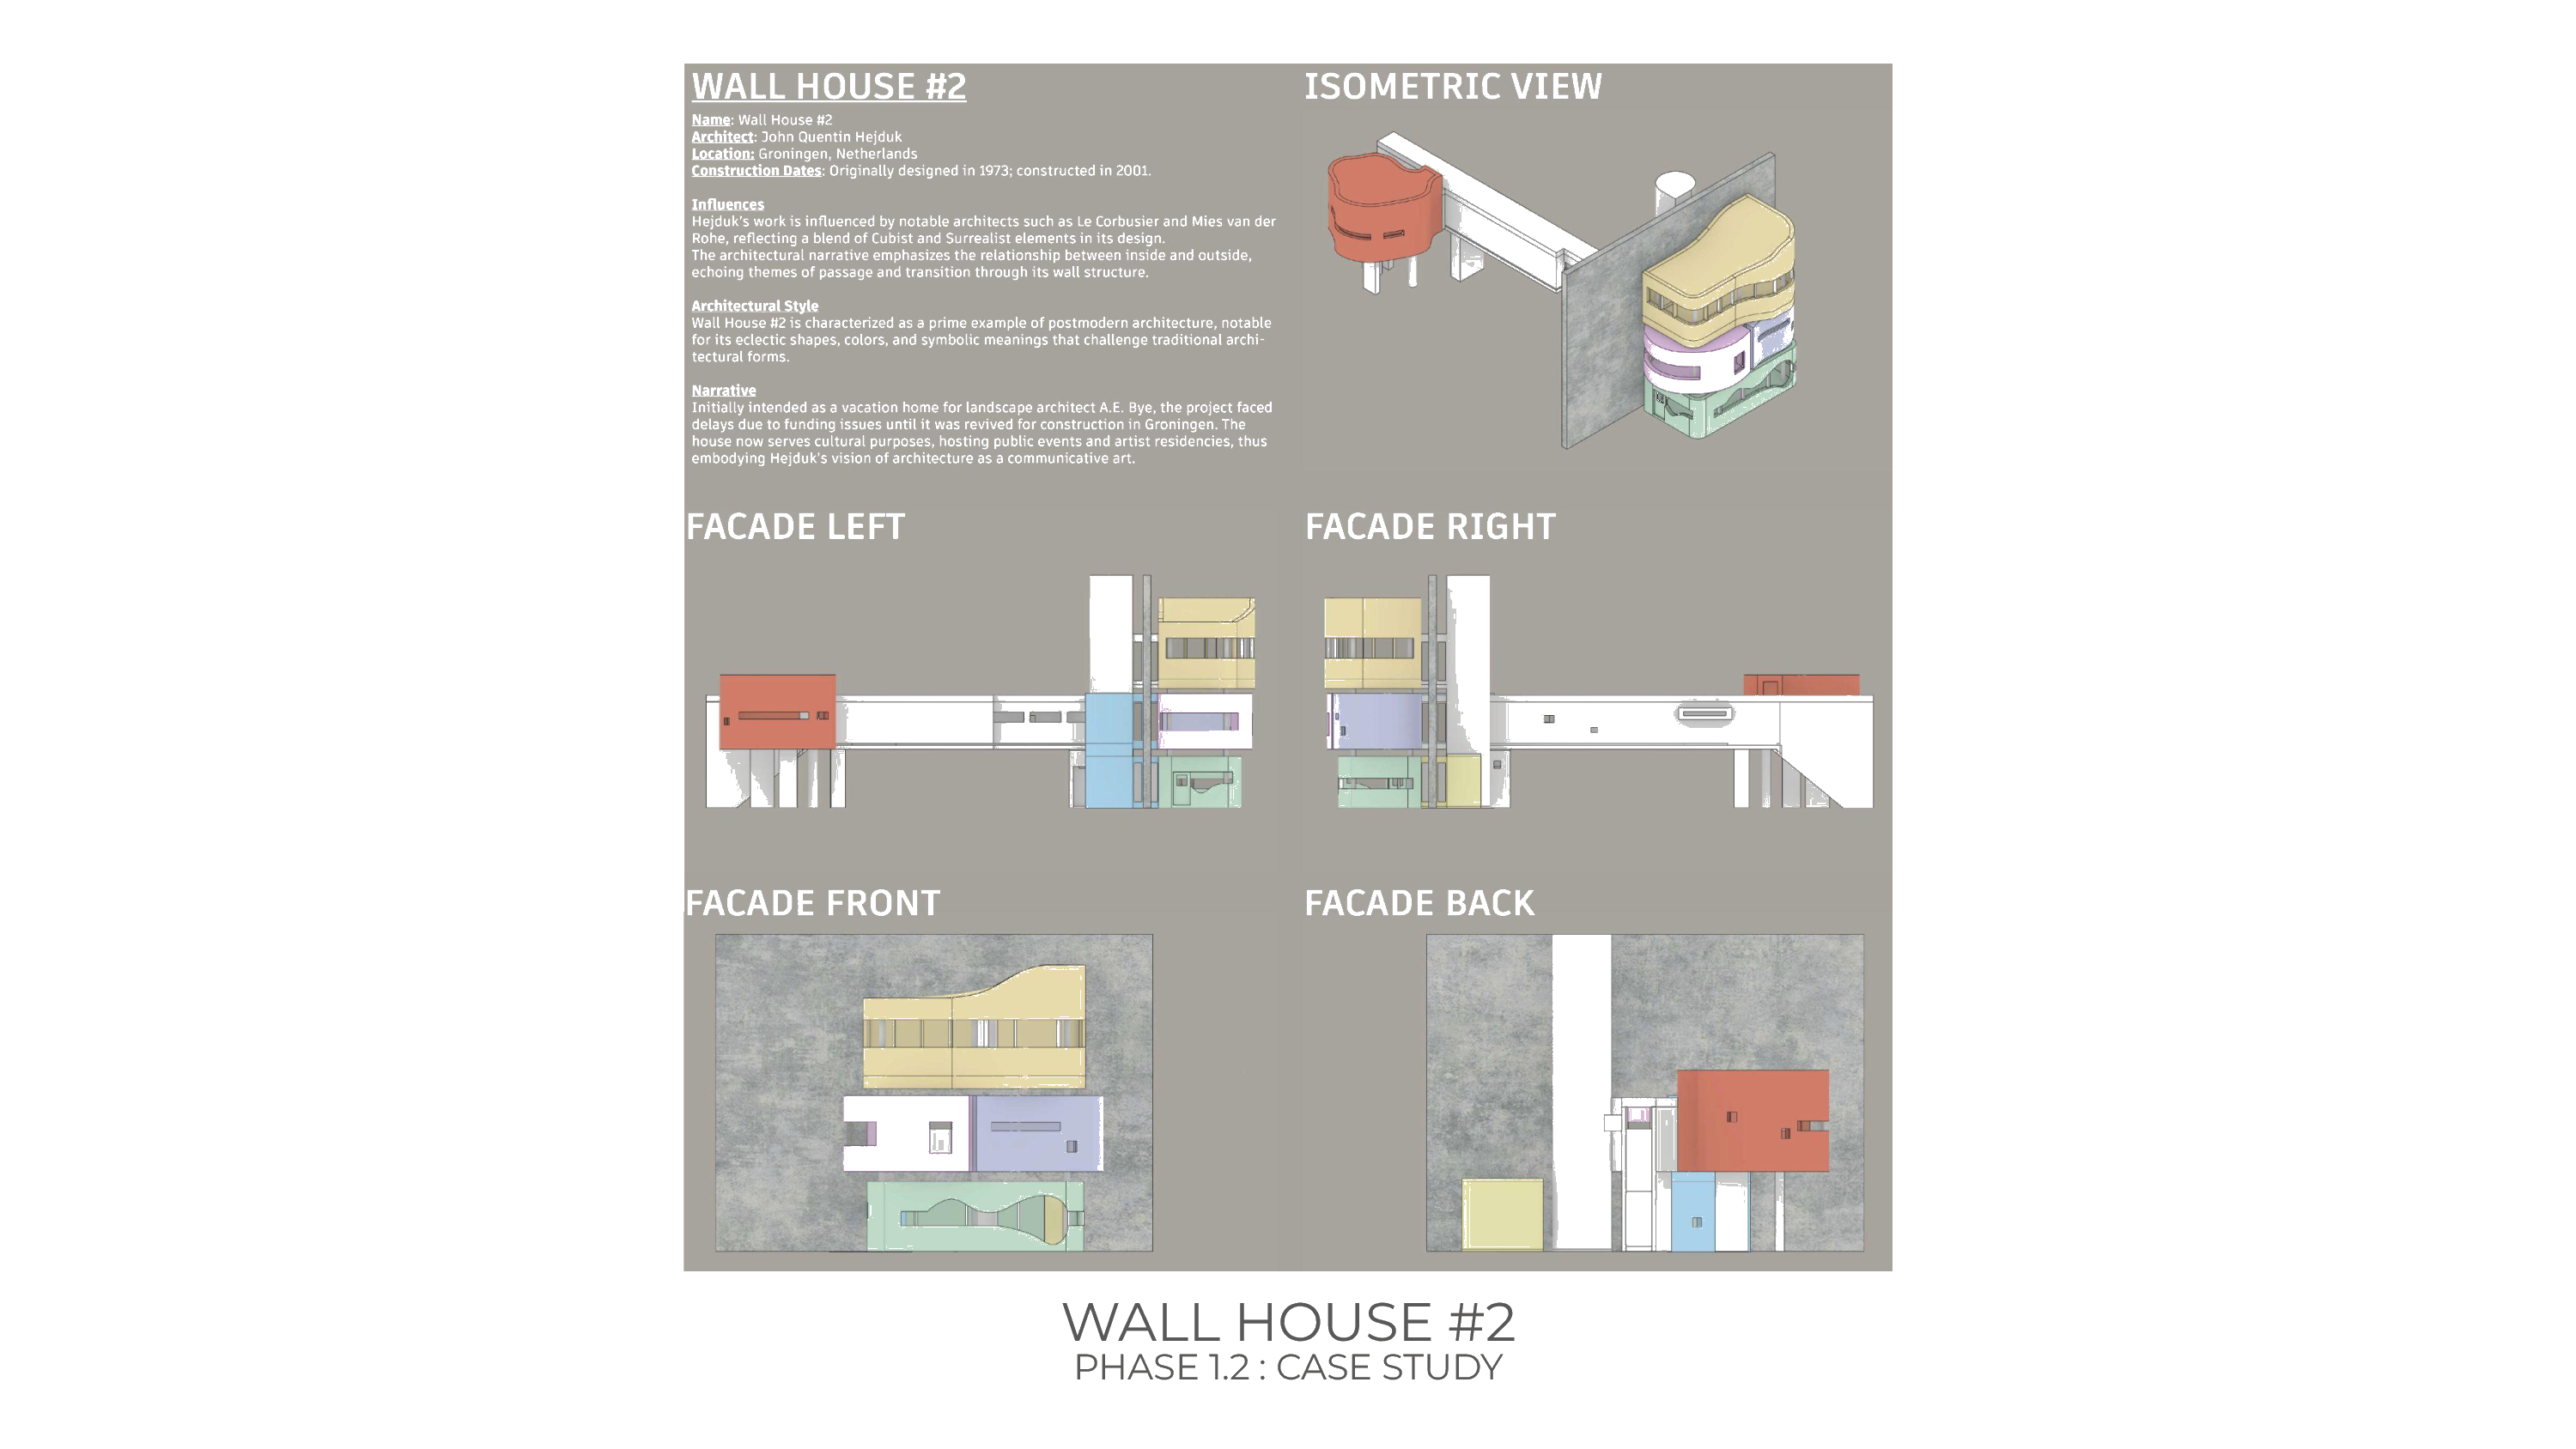 WALL HOUSE #2
Name: Wall House #2
Architect: John Quentin Hejduk
Location: Groningen, Netherlands
Construction Dates: Originally designed in 1973; constructed in 2001.
Influences
Hejduk's work is influenced by notable architects such as Le Corbusier and Mies van der
Rohe, reflecting a blend of Cubist and Surrealist elements in its design.
The architectural narrative emphasizes the relationship between inside and outside,
echoing themes of passage and transition through its wall structure.
Architectural Style
Wall House #2 is characterized as a prime example of postmodern architecture, notable
for its eclectic shapes, colors, and symbolic meanings that challenge traditional archi-
tectural forms.
Narrative
Initially intended as a vacation home for landscape architect A.E. Bye, the project faced
delays due to funding issues until it was revived for construction in Groningen. The
house now serves cultural purposes, hosting public events and artist residencies, thus
embodying Hejduk's vision of architecture as a communicative art.
ISOMETRIC VIEW
FACADE LEFT
FACADE RIGHT
FACADE FRONT
FACADE BACK
WALL HOUSE #2
PHASE 1.2 : CASE STUDY